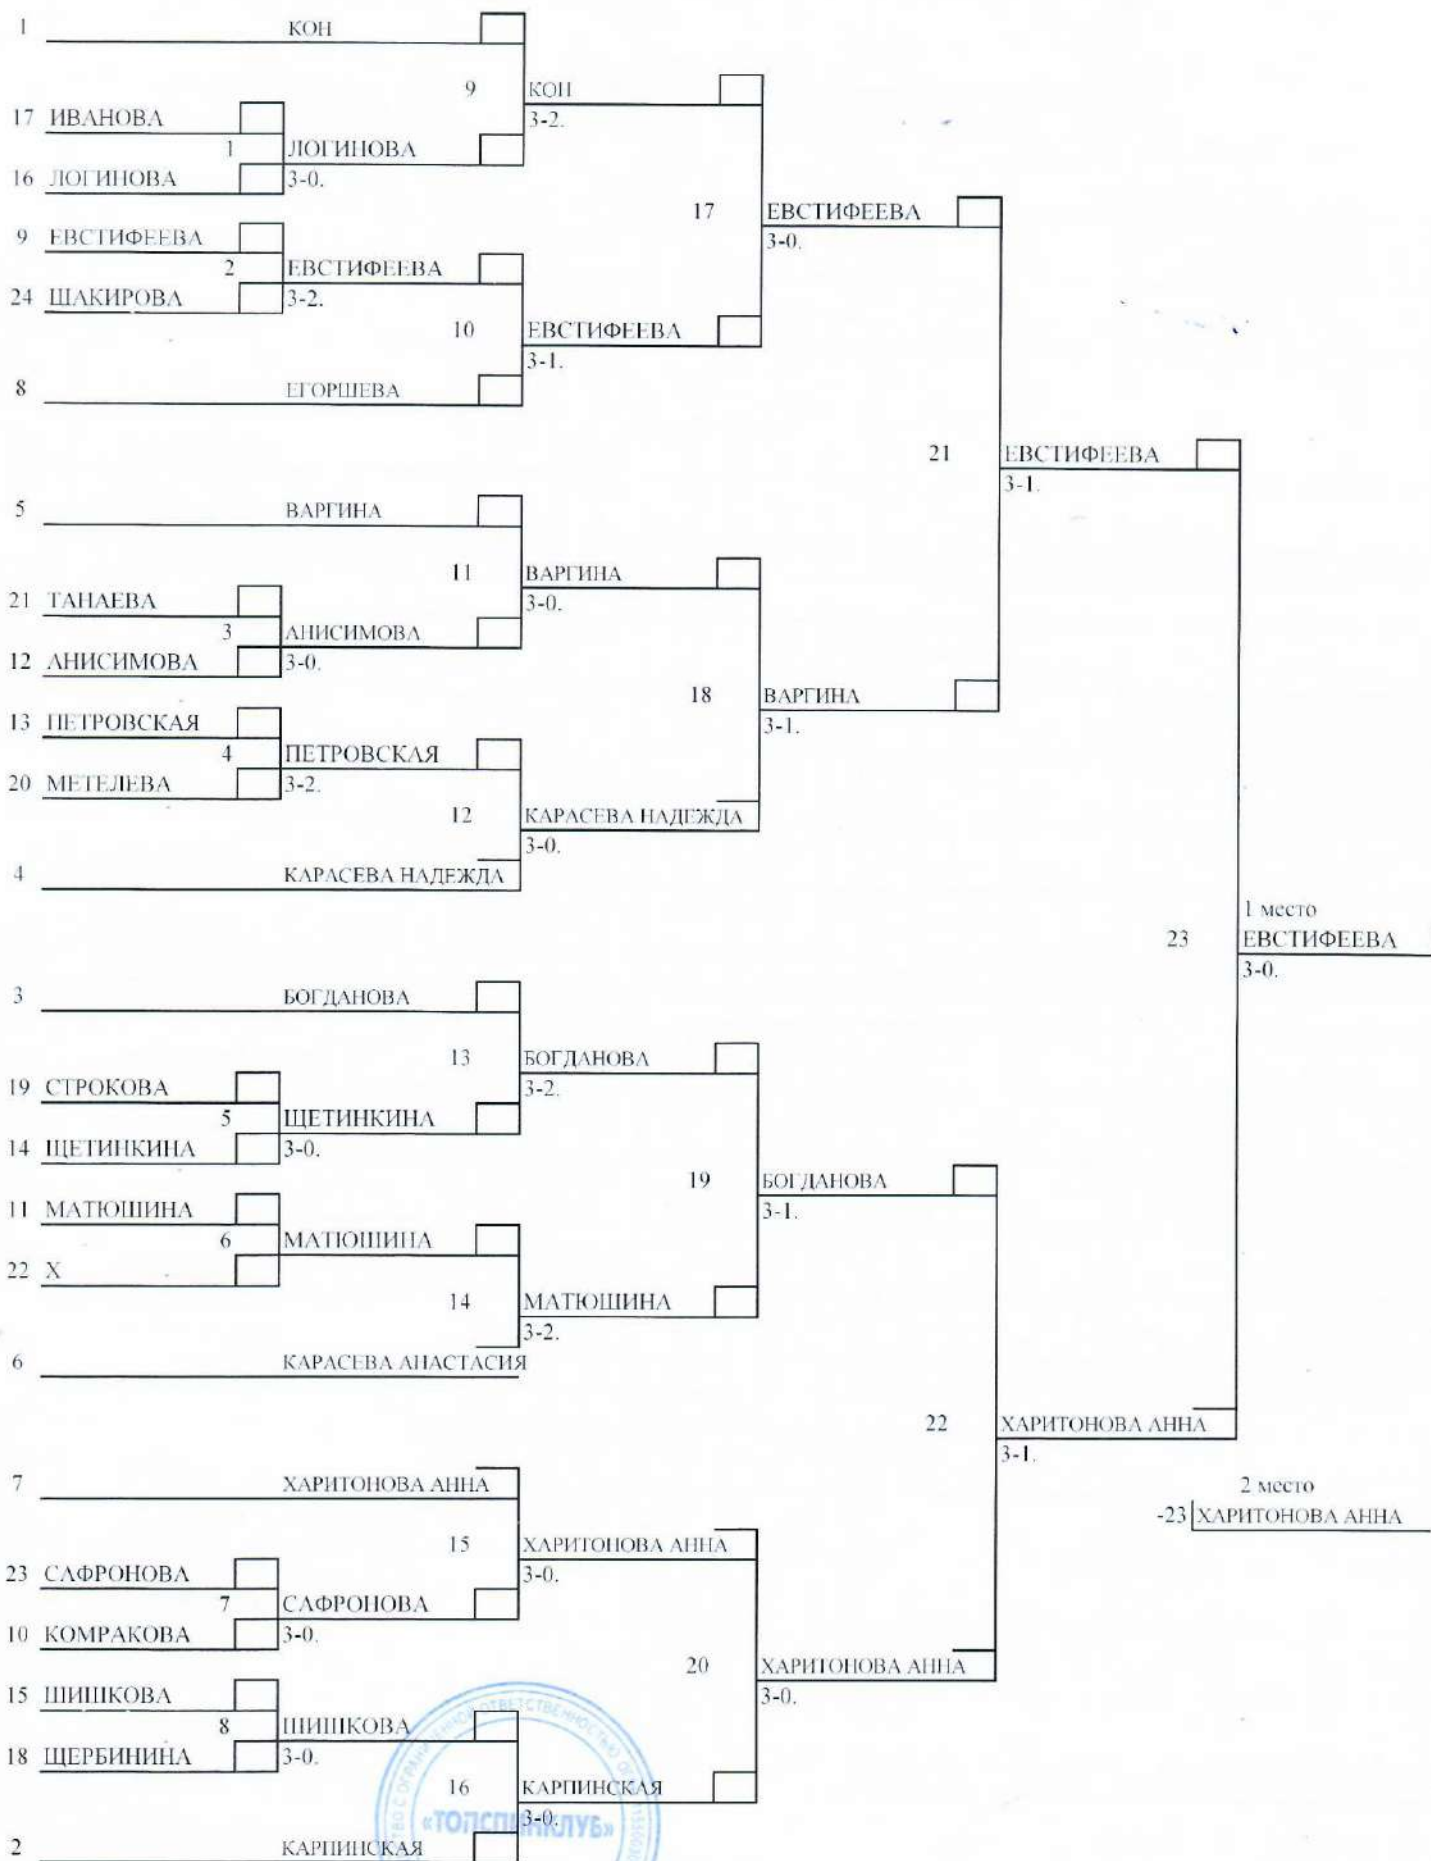 1 КОН
9 КОН
3-2.
17 ИВАНОВА
1 ЛОГИНОВА
3-0.
16 ЛОГИНОВА
17 ЕВСТИФЕЕВА
3-0.
9 ЕВСТИФЕЕВА
2 ЕВСТИФЕЕВА
3-2.
24 ШАКИРОВА
10 ЕВСТИФЕЕВА
3-1.
8 ЕГОРШЕВА
21 ЕВСТИФЕЕВА
3-1.
5 ВАРГИНА
11 ВАРГИНА
3-0.
21 ТАНАЕВА
3 АНИСИМОВА
3-0.
12 АНИСИМОВА
18 ВАРГИНА
3-1.
13 ПЕТРОВСКАЯ
4 ПЕТРОВСКАЯ
3-2.
20 МЕТЕЛЕВА
12 КАРАСЕВА НАДЕЖДА
3-0.
4 КАРАСЕВА НАДЕЖДА
1 место
23 ЕВСТИФЕЕВА
3-0.
3 БОГДАНОВА
13 БОГДАНОВА
3-2.
19 СТРОКОВА
5 ЩЕТИНКИНА
3-0.
14 ЩЕТИНКИНА
19 БОГДАНОВА
3-1.
11 МАТЮШИНА
6 МАТЮШИНА
22 X
14 МАТЮШИНА
3-2.
6 КАРАСЕВА АНАСТАСИЯ
22 ХАРИТОНОВА АННА
3-1.
7 ХАРИТОНОВА АННА
2 место
-23 ХАРИТОНОВА АННА
15 ХАРИТОНОВА АННА
3-0.
23 САФРОНОВА
7 САФРОНОВА
3-0.
10 КОМРАКОВА
20 ХАРИТОНОВА АННА
3-0.
15 ШИШКОВА
8 ШИШКОВА
3-0.
18 ЩЕРБИНИНА
16 КАРПИНСКАЯ
3-0.
2 КАРПИНСКАЯ
«ТОПСПИНКЛУБ»